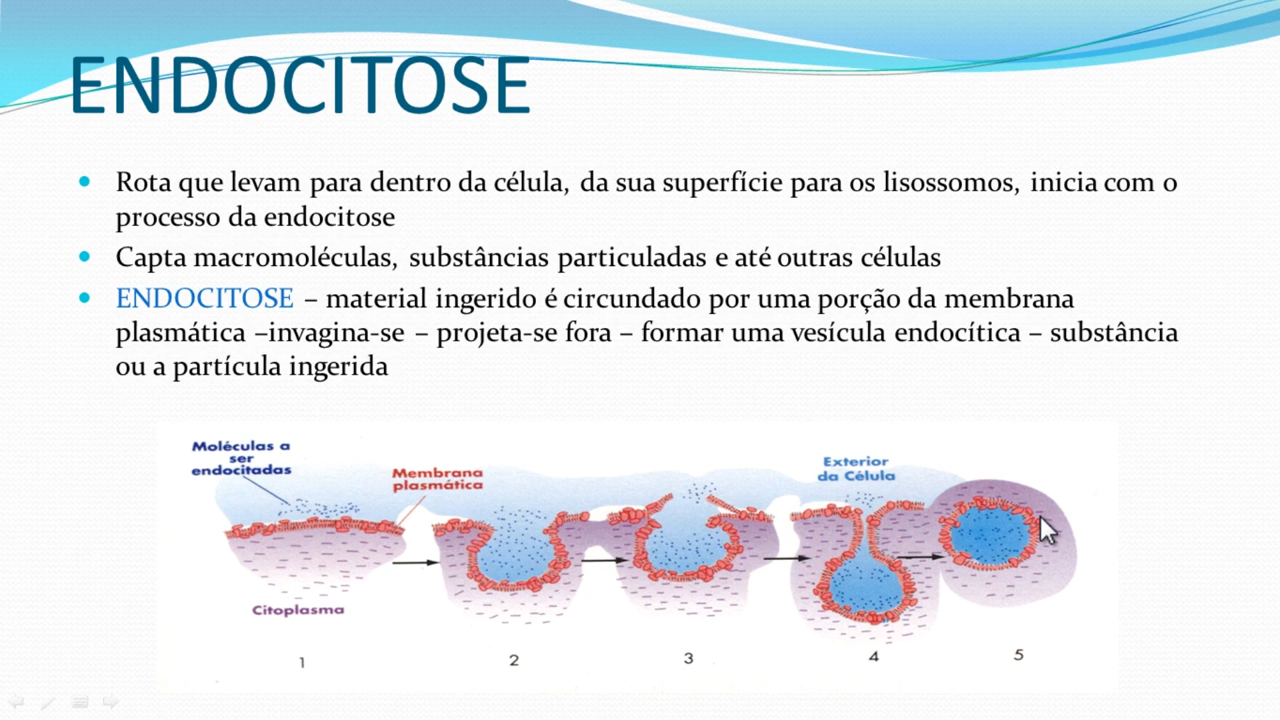 ENDOCITOSE
Rota que levam para dentro da célula, da sua superfície para os lisossomos, inicia com o
processo da endocitose
Capta macromoléculas, substâncias particuladas e até outras células
ENDOCITOSE – material ingerido é circundado por uma porção da membrana
plasmática –invagina-se – projeta-se fora – formar uma vesícula endocítica – substância
ou a partícula ingerida
Moléculas a
ser
endocitadas
Membrana
plasmática
Exterior
da Célula
Citoplasma
1
2
3
4
5